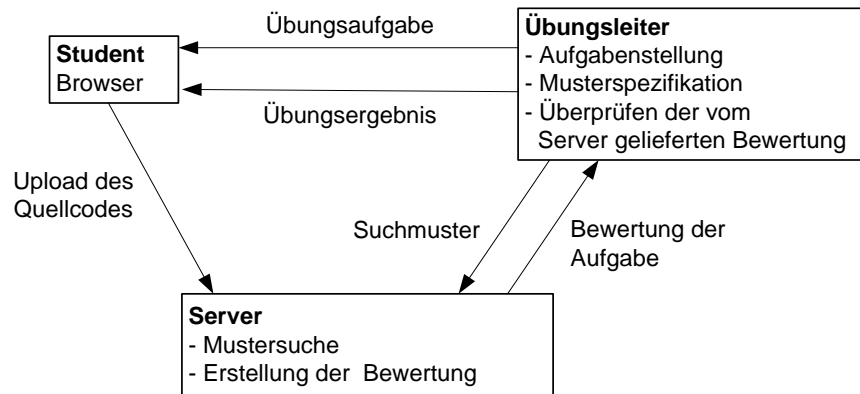 Übungsaufgabe
Student
Browser
Übungsleiter
- Aufgabenstellung
- Musterspezifikation
- Überprüfen der vom
Server gelieferten Bewertung
Übungsergebnis
Upload des
Quellcodes
Suchmuster
Bewertung der
Aufgabe
Server
- Mustersuche
- Erstellung der Bewertung